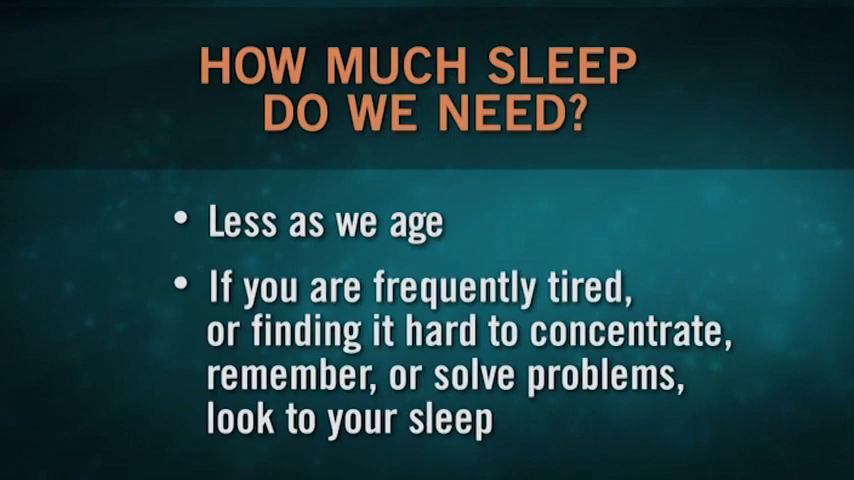 HOW MUCH SLEEP
DO WE NEED?
• Less as we age
• If you are frequently tired,
or finding it hard to concentrate,
remember, or solve problems,
look to your sleep